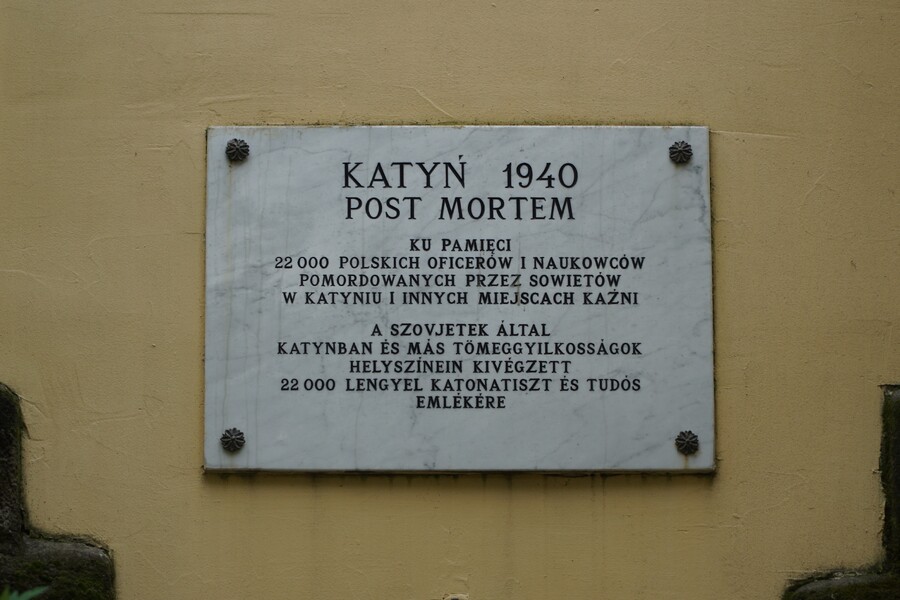 KATYŃ 1940
POST MORTEM
KU PAMIĘCI
22 000 POLSKICH OFICERÓW I NAUKOWCÓW
POMORDOWANYCH PRZEZ SOWIETÓW
W KATYNIU I INNYCH MIEJSCACH KAŹNI
A SZOVJETEK ÁLTAL
KATYNBAN ÉS MÁS TÖMEGGYILKOSSÁGOK
HELYSZÍNEIN KIVÉGZETT
22 000 LENGYEL KATONATISZT ÉS TUDÓS
EMLÉKÉRE